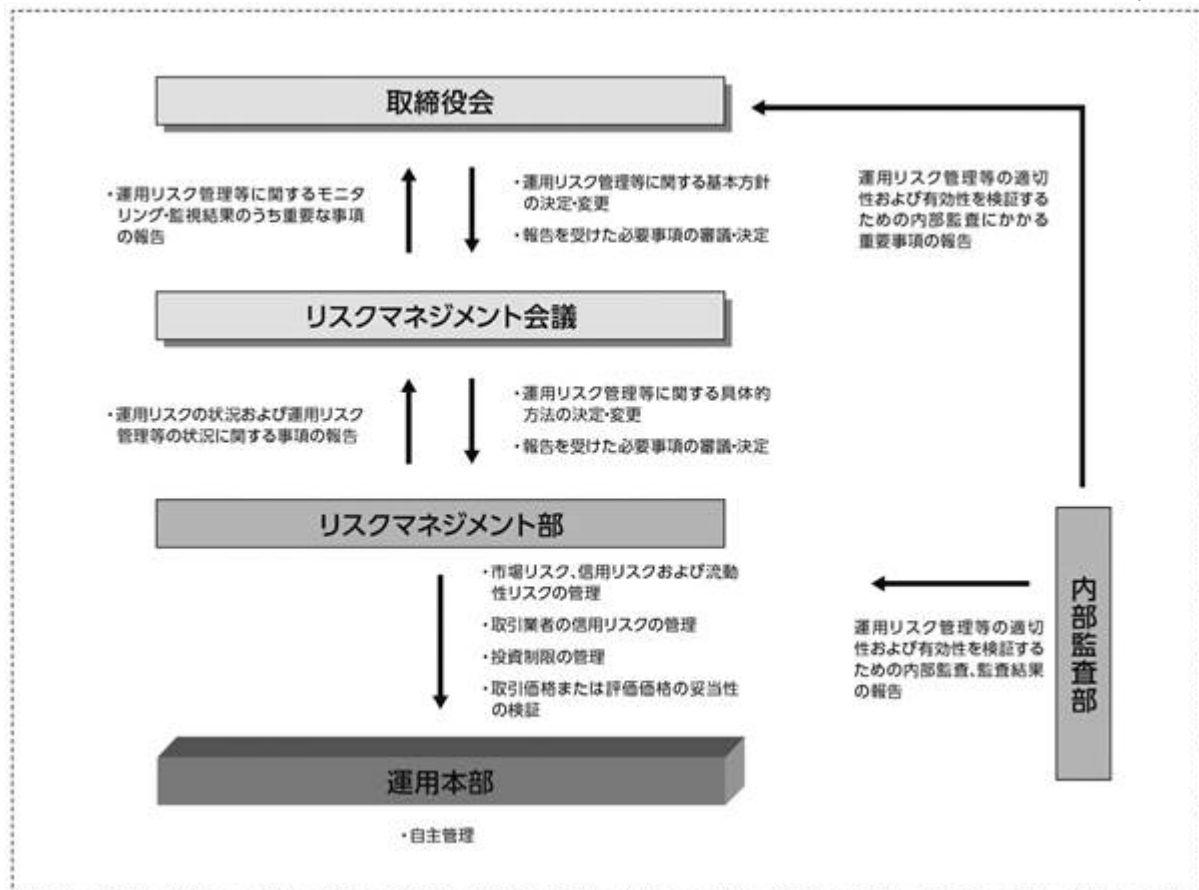 取締役会
・運用リスク管理等に関するモニタ
リング・監視結果のうち重要な事項
の報告
・運用リスク管理等に関する基本方針
の決定・変更
・報告を受けた必要事項の審議・決定
運用リスク管理等の適切
性および有効性を検証する
ための内部監査にかかる
重要事項の報告
リスクマネジメント会議
・運用リスクの状況および運用リスク
管理等の状況に関する事項の報告
・運用リスク管理等に関する具体的
方法の決定・変更
・報告を受けた必要事項の審議・決定
リスクマネジメント部
・市場リスク、信用リスクおよび流動
性リスクの管理
・取引業者の信用リスクの管理
・投資制限の管理
・取引価格または評価価格の妥当性
の検証
運用リスク管理等の適切
性および有効性を検証する
ための内部監査、監査結果
の報告
内部監査部
運用本部
・自主管理